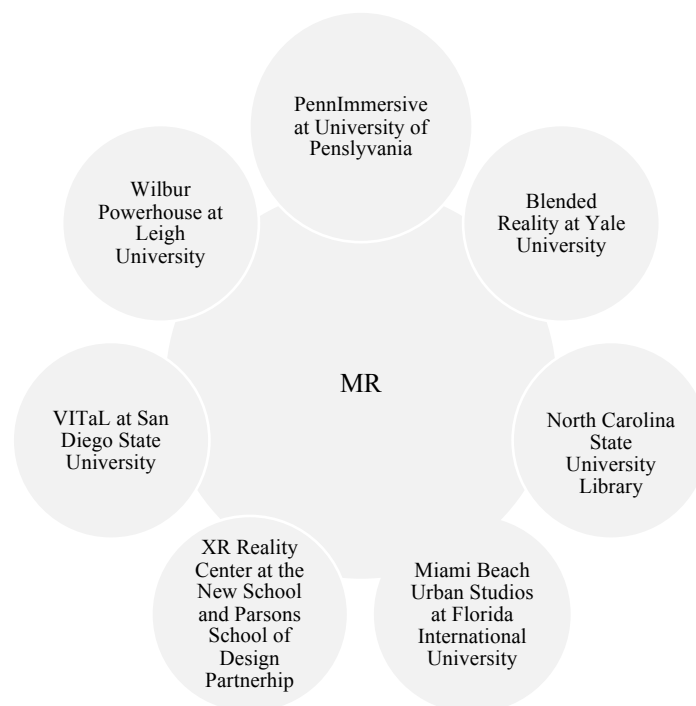 PennImmersive
at University of
Penslyvania
Wilbur
Powerhouse at
Leigh
University
Blended
Reality at Yale
University
MR
VITaL at San
Diego State
University
North Carolina
State
University
Library
XR Reality
Center at the
New School
and Parsons
School of
Design
Partnerhip
Miami Beach
Urban Studios
at Florida
International
University